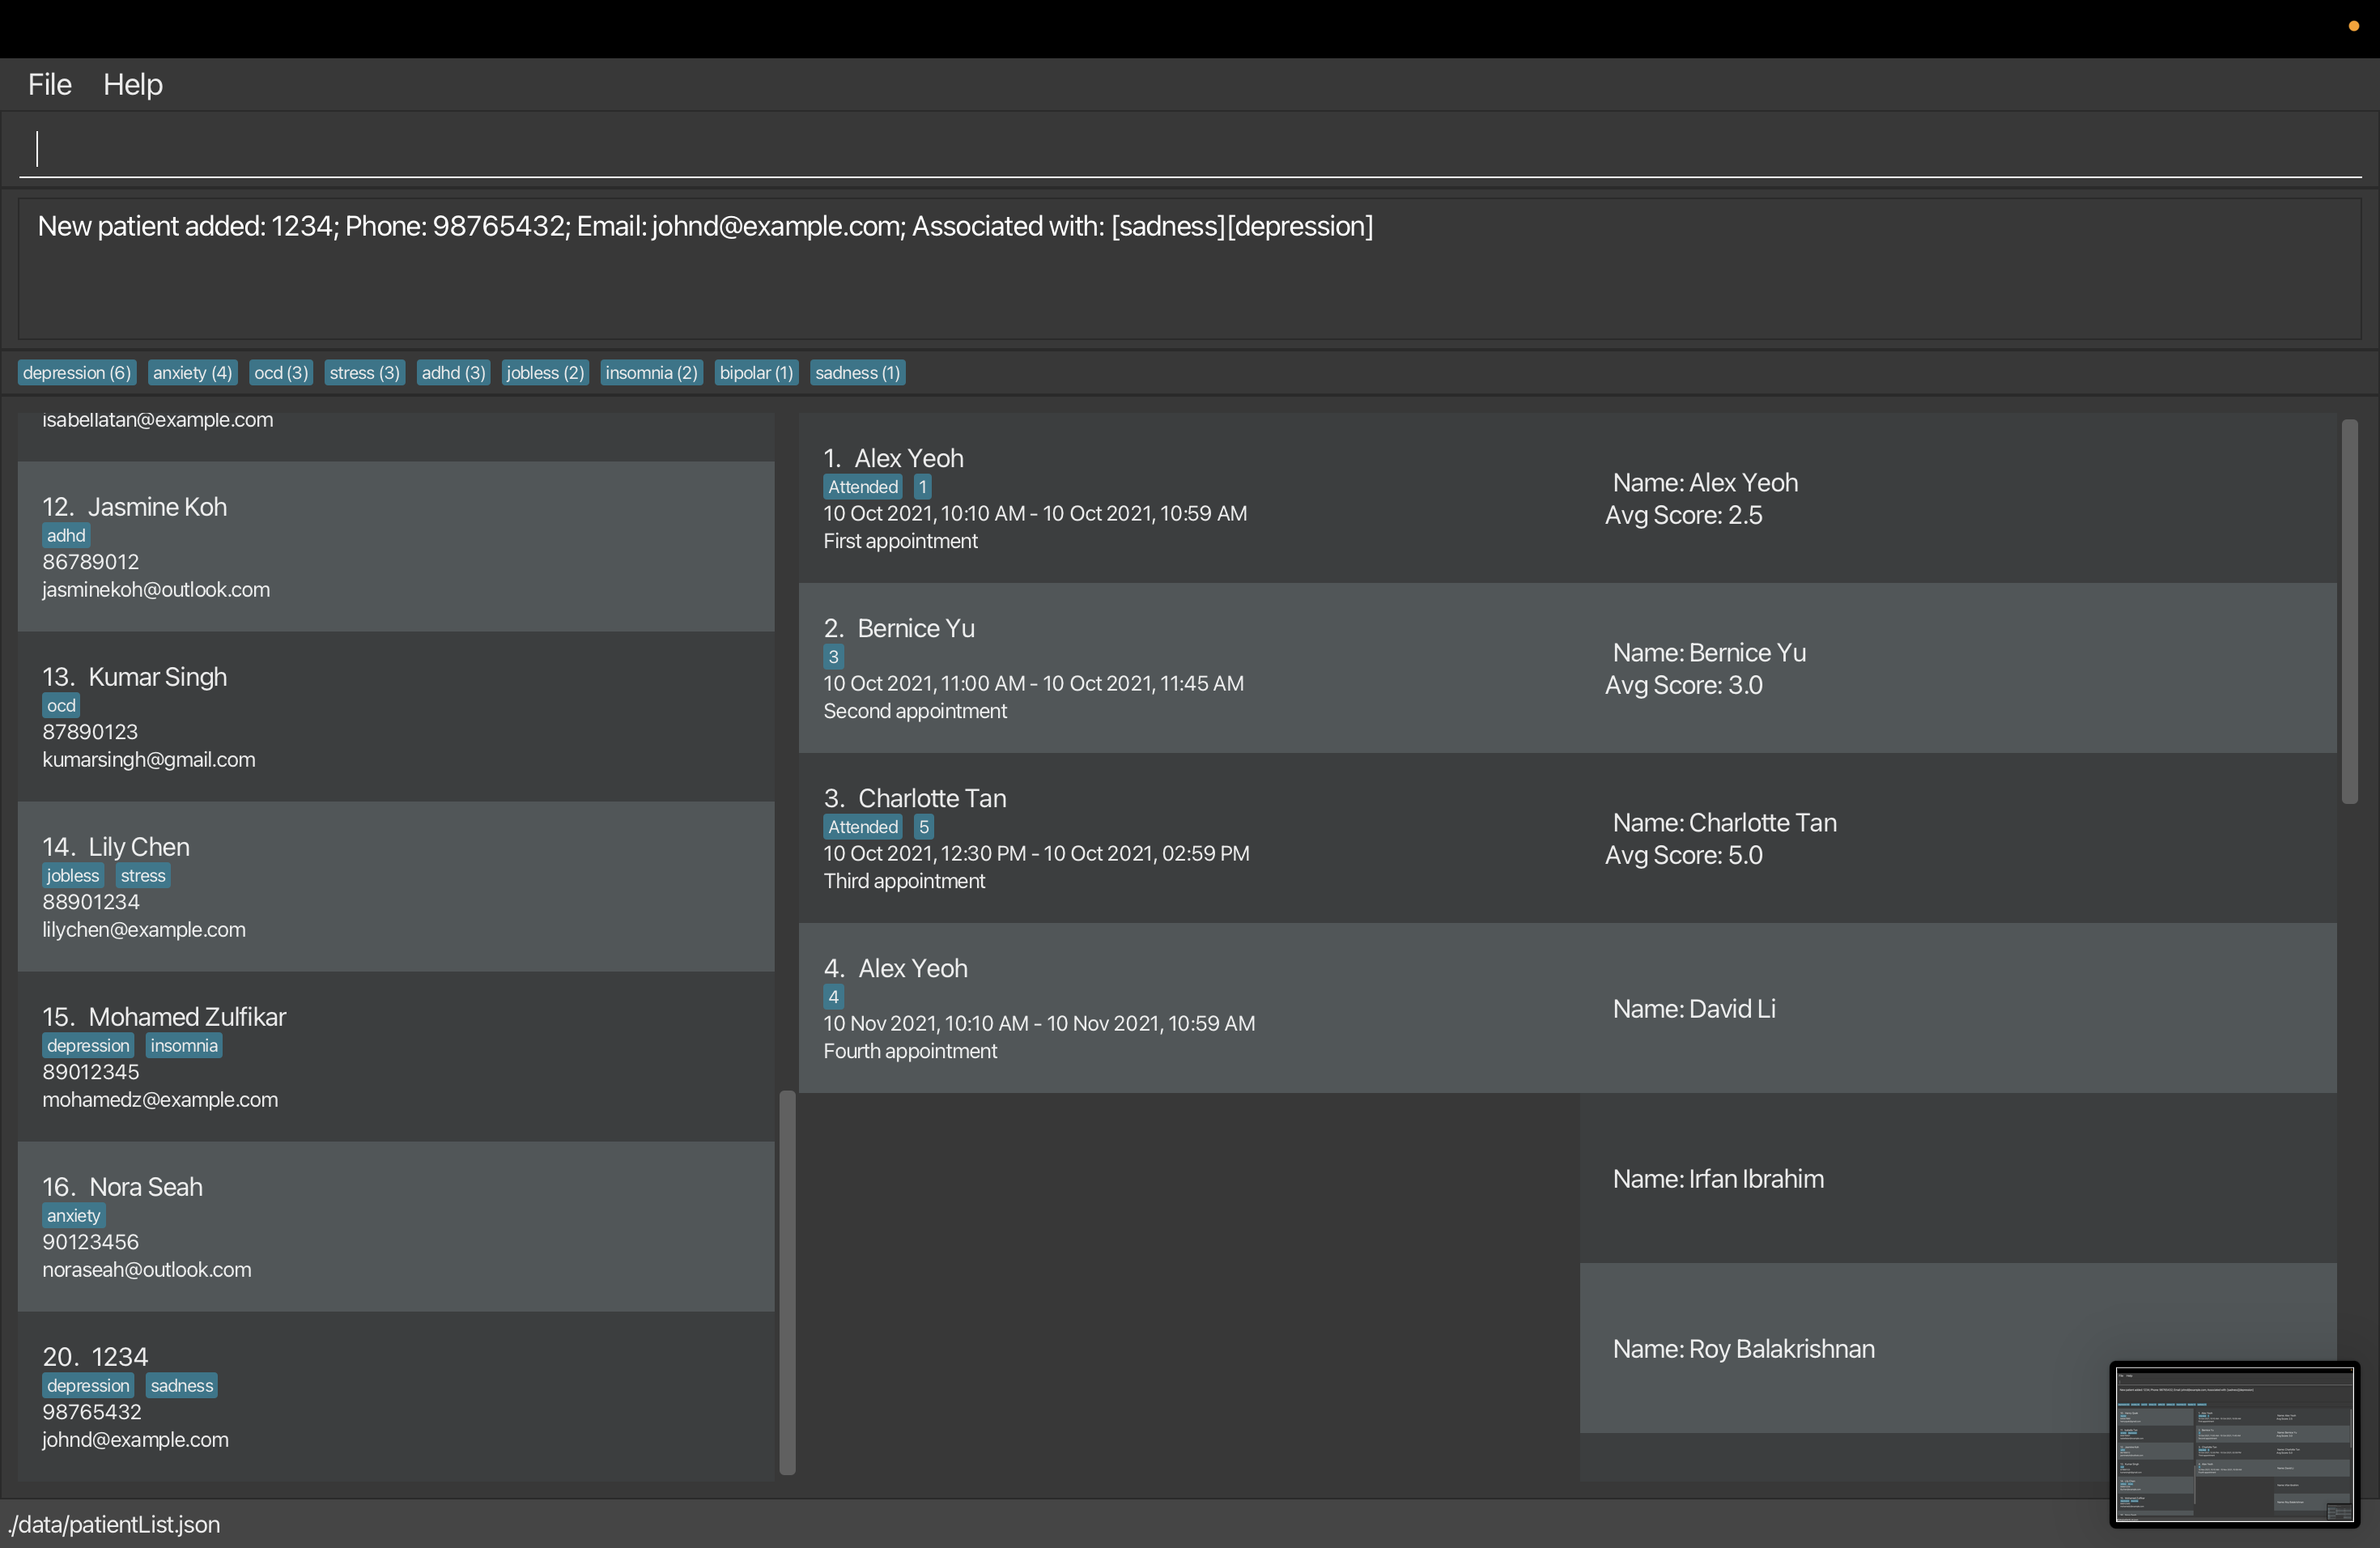 File Help
New patient added: 1234; Phone: 98765432; Email: johnd@example.com; Associated with: [sadness][depression]
depression (6) anxiety (4) ocd (3) stress (3) adhd (3) jobless (2) insomnia (2) bipolar (1) sadness (1)
isabellatan@example.com
12. Jasmine Koh
adhd
86789012
jasminekoh@outlook.com
13. Kumar Singh
ocd
87890123
kumarsingh@gmail.com
14. Lily Chen
jobless stress
88901234
lilychen@example.com
15. Mohamed Zulfikar
depression insomnia
89012345
mohamedz@example.com
16. Nora Seah
anxiety
90123456
noraseah@outlook.com
20. 1234
depression sadness
98765432
johnd@example.com
1. Alex Yeoh
Attended 1
10 Oct 2021, 10:10 AM - 10 Oct 2021, 10:59 AM
First appointment
2. Bernice Yu
3
10 Oct 2021, 11:00 AM - 10 Oct 2021, 11:45 AM
Second appointment
3. Charlotte Tan
Attended 5
10 Oct 2021, 12:30 PM - 10 Oct 2021, 02:59 PM
Third appointment
4. Alex Yeoh
4
10 Nov 2021, 10:10 AM - 10 Nov 2021, 10:59 AM
Fourth appointment
Name: Alex Yeoh
Avg Score: 2.5
Name: Bernice Yu
Avg Score: 3.0
Name: Charlotte Tan
Avg Score: 5.0
Name: David Li
Name: Irfan Ibrahim
Name: Roy Balakrishnan
./data/patientList.json